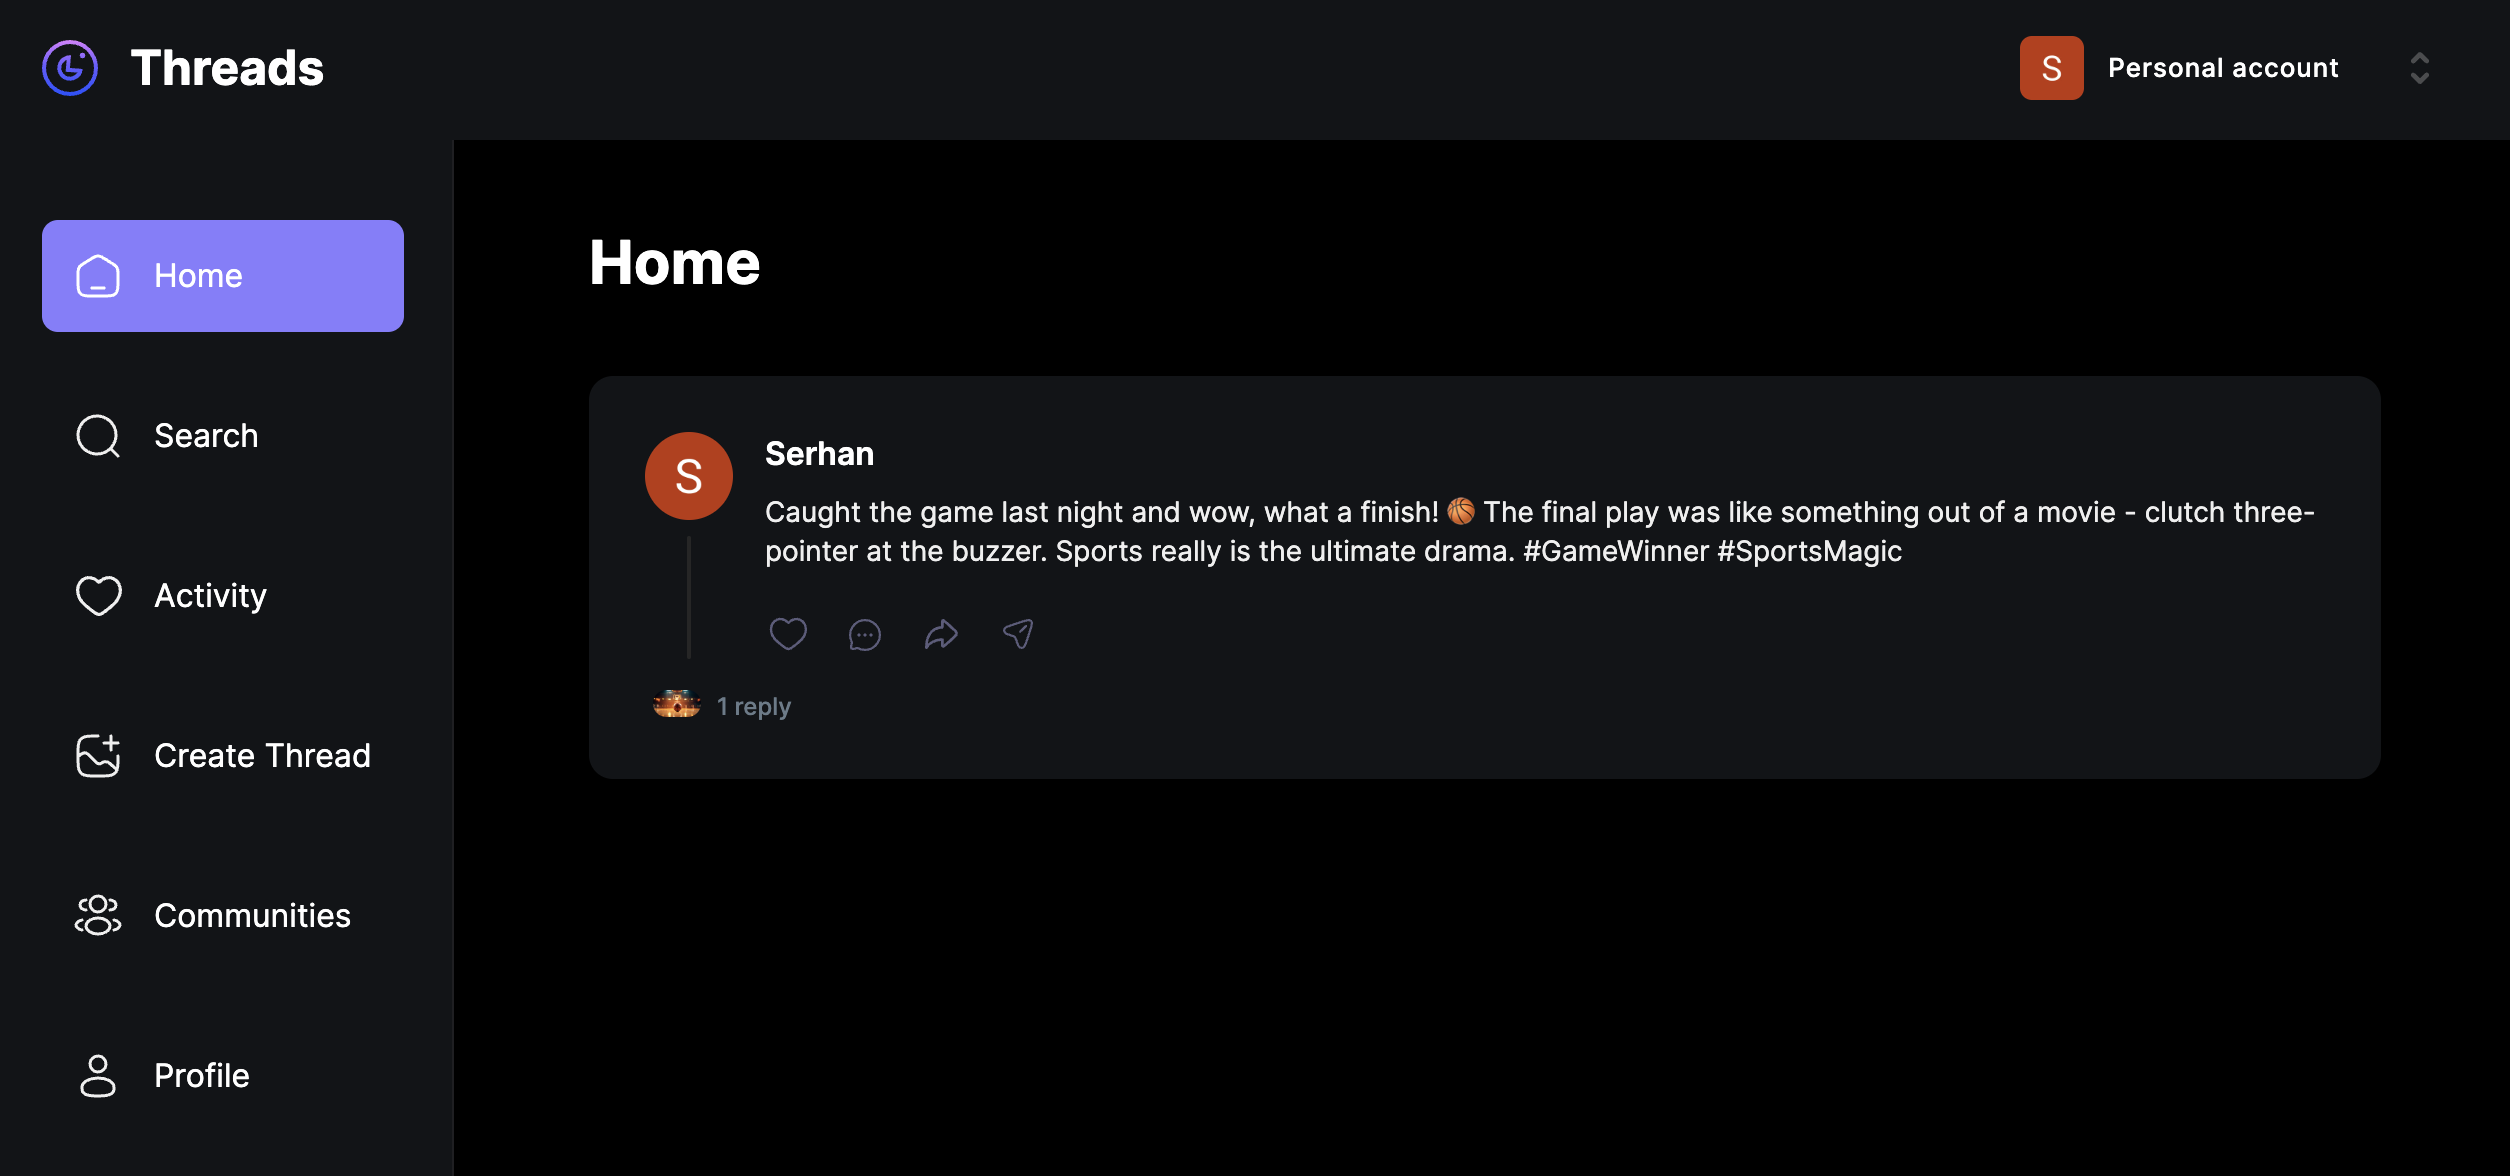 Threads
S
Personal account
Home
Search
Activity
Create Thread
Communities
Profile
Home
S
Serhan
Caught the game last night and wow, what a finish! 🏀 The final play was like something out of a movie - clutch three-
pointer at the buzzer. Sports really is the ultimate drama. #GameWinner #SportsMagic
1 reply